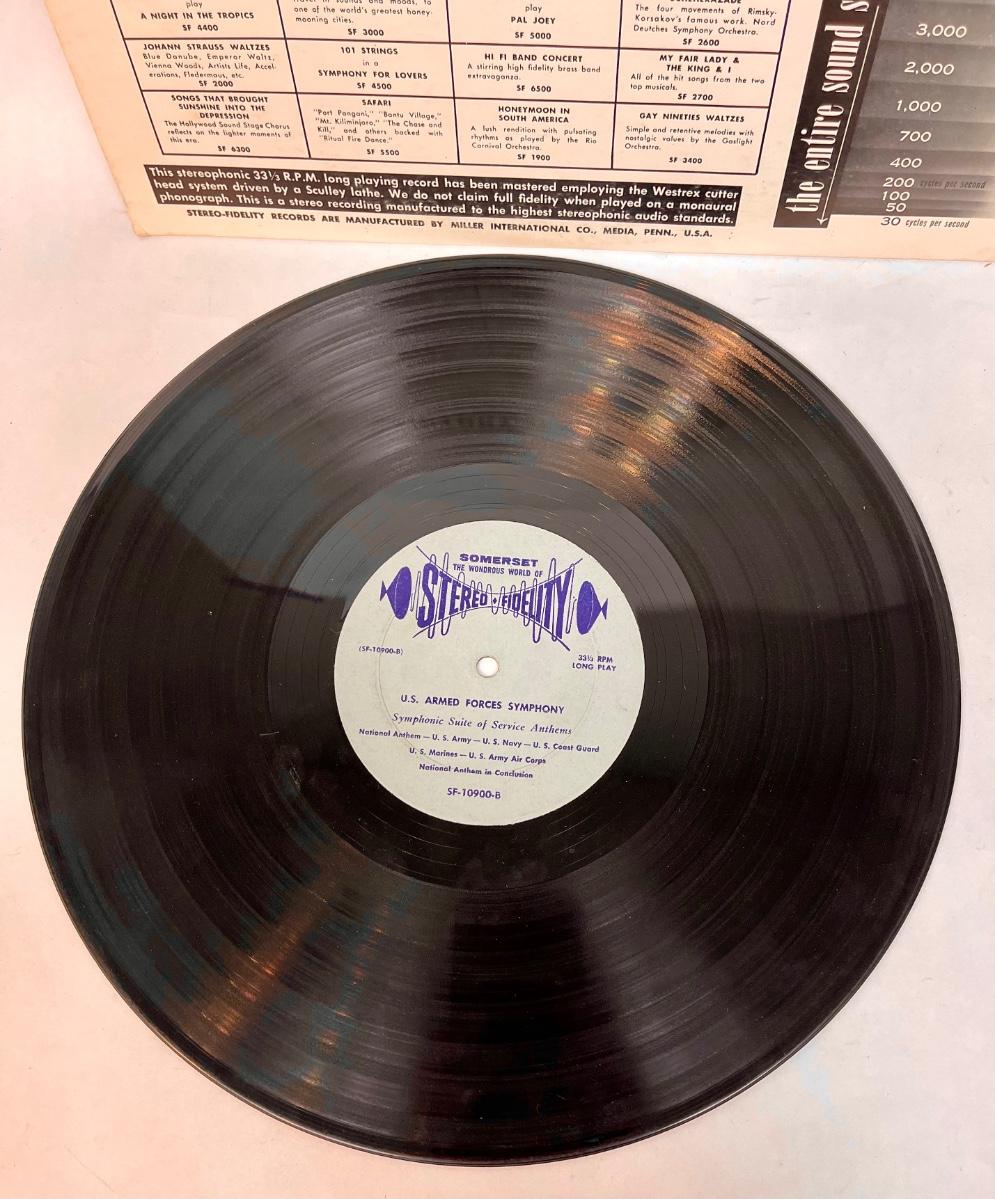 play
A NIGHT IN THE TROPICS
SF 4400
travel in sounds and moods, to
one of the world's greatest honey-
mooning cities.
SF 3000
play
PAL JOEY
SF 5000
The four movements of Rimsky-
Korsakov's famous work. Nord
Deutches Symphony Orchestra.
SF 2600
JOHANN STRAUSS WALTZES
Blue Danube, Emperor Waltz,
Vienna Woods, Artists Life, Accel-
erations, Fledermaus, etc.
SF 2000
101 STRINGS
in a
SYMPHONY FOR LOVERS
SF 4500
HI FI BAND CONCERT
A stirring high fidelity brass band
extravaganza.
SF 6500
MY FAIR LADY &
THE KING & I
All of the hit songs from the two
top musicals.
SF 2700
SONGS THAT BROUGHT
SUNSHINE INTO THE
DEPRESSION
The Hollywood Sound Stage Chorus
reflects on the lighter moments of
this era.
SF 6300
SAFARI
"Port Pangani," "Bantu Village,"
"Mt. Kiliminjaro," "The Chase and
Kill," and others backed with
"Ritual Fire Dance."
SF 5500
HONEYMOON IN
SOUTH AMERICA
A lush rendition with pulsating
rhythms as played by the Rio
Carnival Orchestra.
SF 1900
GAY NINETIES WALTZES
Simple and retentive melodies with
nostalgic values by the Gaslight
Orchestra.
SF 3400
This stereophonic 33⅓ R.P.M. long playing record has been mastered employing the Westrex cutter
head system driven by a Sculley lathe. We do not claim full fidelity when played on a monaural
phonograph. This is a stereo recording manufactured to the highest stereophonic audio standards.
STEREO-FIDELITY RECORDS ARE MANUFACTURED BY MILLER INTERNATIONAL CO., MEDIA, PENN., U.S.A.
the entire sound s
3,000
2,000
1,000
700
400
200 cycles per second
100
50
30 cycles per second
SOMERSET
THE WONDROUS WORLD OF
STEREO • FIDELITY
(SF-10900-B)
33⅓ RPM
LONG PLAY
U.S. ARMED FORCES SYMPHONY
Symphonic Suite of Service Anthems
National Anthem — U. S. Army — U. S. Navy — U. S. Coast Guard
U. S. Marines — U. S. Army Air Corps
National Anthem in Conclusion
SF-10900-B